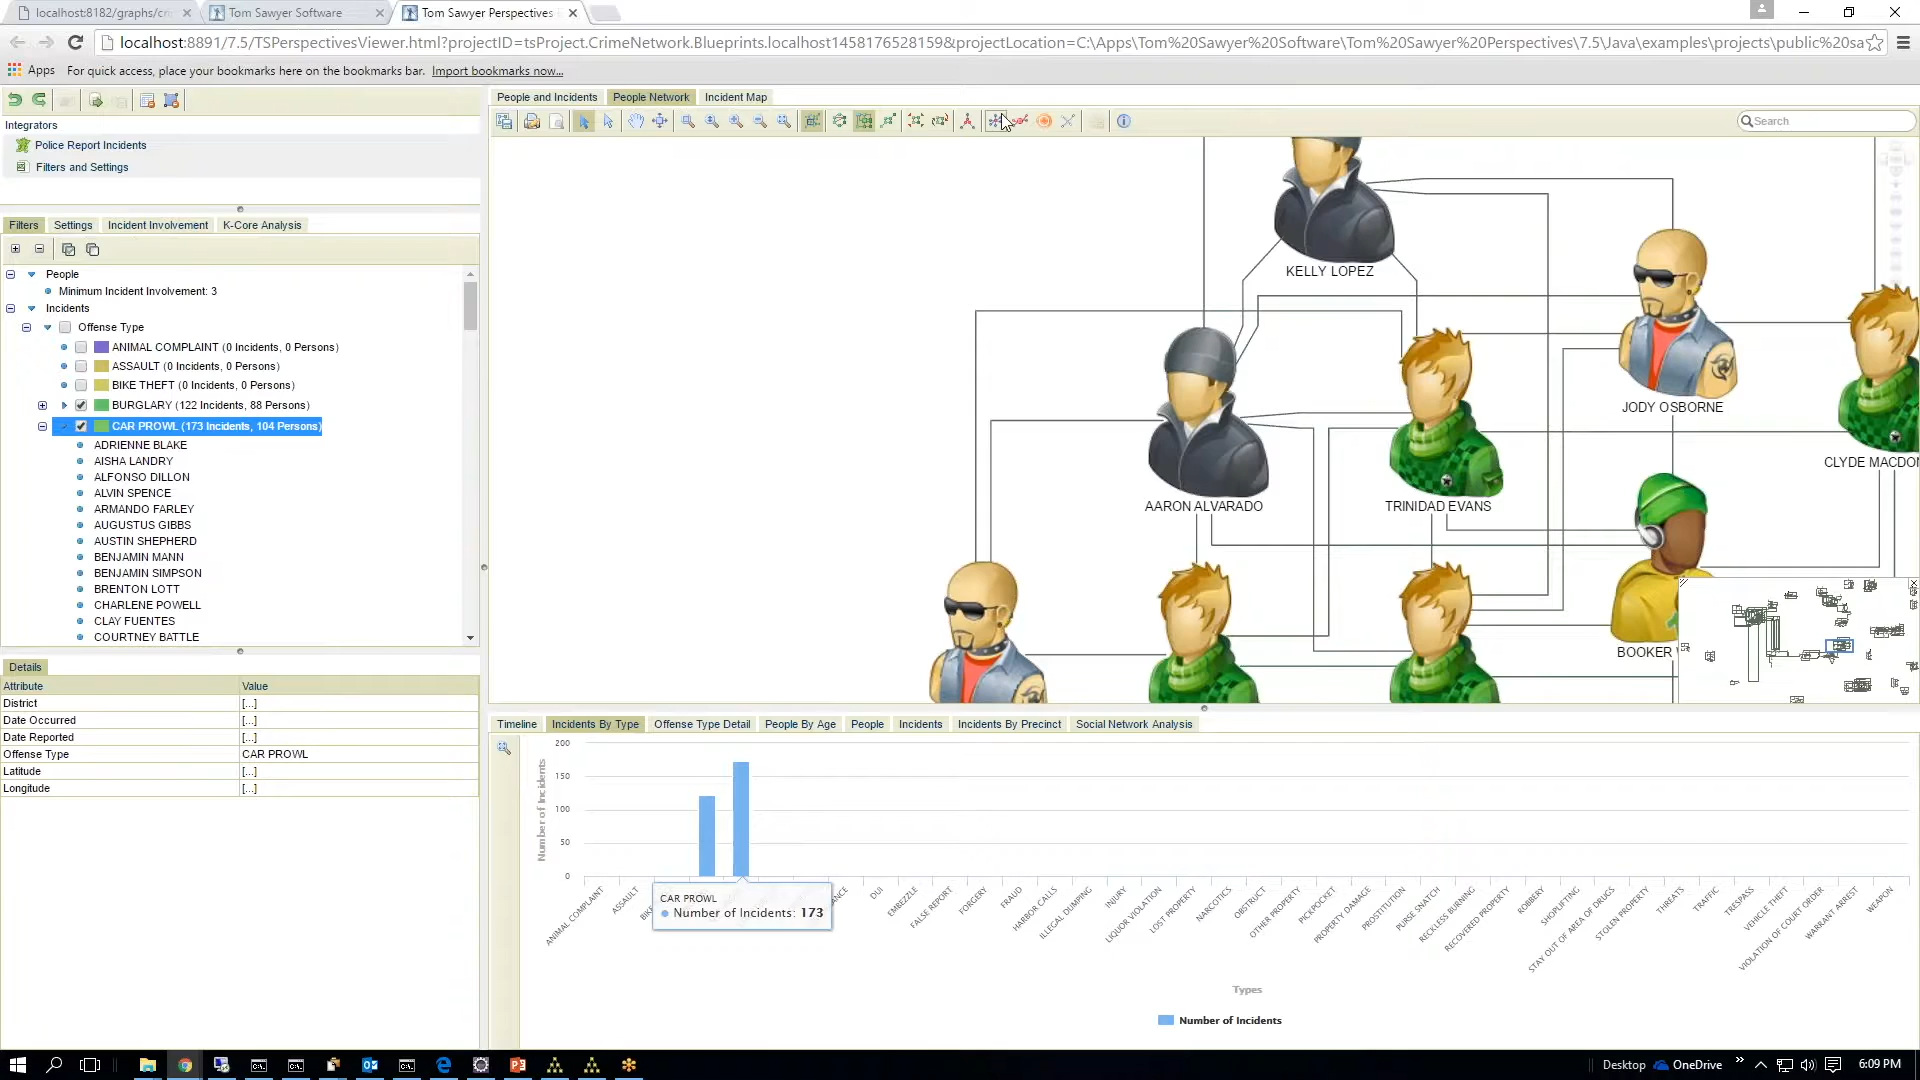 localhost:8182/graphs/cri
Tom Sawyer Software
Tom Sawyer Perspectives
localhost:8891/7.5/TSPerspectivesViewer.html?projectID=tsProject.CrimeNetwork.Blueprints.localhost1458176528159&projectLocation=C:\Apps\Tom%20Sawyer%20Software\Tom%20Sawyer%20Perspectives\7.5\Java\examples\projects\public%20sa
Apps
For quick access, place your bookmarks here on the bookmarks bar. Import bookmarks now...
Integrators
Police Report Incidents
Filters and Settings
Filters
Settings
Incident Involvement
K-Core Analysis
People
Minimum Incident Involvement: 3
Incidents
Offense Type
ANIMAL COMPLAINT (0 Incidents, 0 Persons)
ASSAULT (0 Incidents, 0 Persons)
BIKE THEFT (0 Incidents, 0 Persons)
BURGLARY (122 Incidents, 88 Persons)
CAR PROWL (173 Incidents, 104 Persons)
ADRIENNE BLAKE
AISHA LANDRY
ALFONSO DILLON
ALVIN SPENCE
ARMANDO FARLEY
AUGUSTUS GIBBS
AUSTIN SHEPHERD
BENJAMIN MANN
BENJAMIN SIMPSON
BRENTON LOTT
CHARLENE POWELL
CLAY FUENTES
COURTNEY BATTLE
Details
Attribute Value
District [...]
Date Occurred [...]
Date Reported [...]
Offense Type CAR PROWL
Latitude [...]
Longitude [...]
People and Incidents
People Network
Incident Map
Search
KELLY LOPEZ
JODY OSBORNE
CLYDE MACDON
AARON ALVARADO
TRINIDAD EVANS
BOOKER
Timeline
Incidents By Type
Offense Type Detail
People By Age
People
Incidents
Incidents By Precinct
Social Network Analysis
Number of Incidents
200
150
100
50
0
CAR PROWL
Number of Incidents: 173
ANIMAL COMPLAINT
ASSAULT
BIK
ANCE
DUI
EMBEZZLE
FALSE REPORT
FORGERY
FRAUD
HARBOR CALLS
ILLEGAL DUMPING
INJURY
LIQUOR VIOLATION
LOST PROPERTY
NARCOTICS
OBSTRUCT
OTHER PROPERTY
PICKPOCKET
PROPERTY DAMAGE
PROSTITUTION
PURSE SNATCH
RECKLESS BURNING
RECOVERED PROPERTY
ROBBERY
SHOPLIFTING
STAY OUT OF AREA OF DRUGS
STOLEN PROPERTY
THREATS
TRAFFIC
TRESPASS
VEHICLE THEFT
VIOLATION OF COURT ORDER
WARRANT ARREST
WEAPON
Types
Number of Incidents
Desktop
OneDrive
6:09 PM